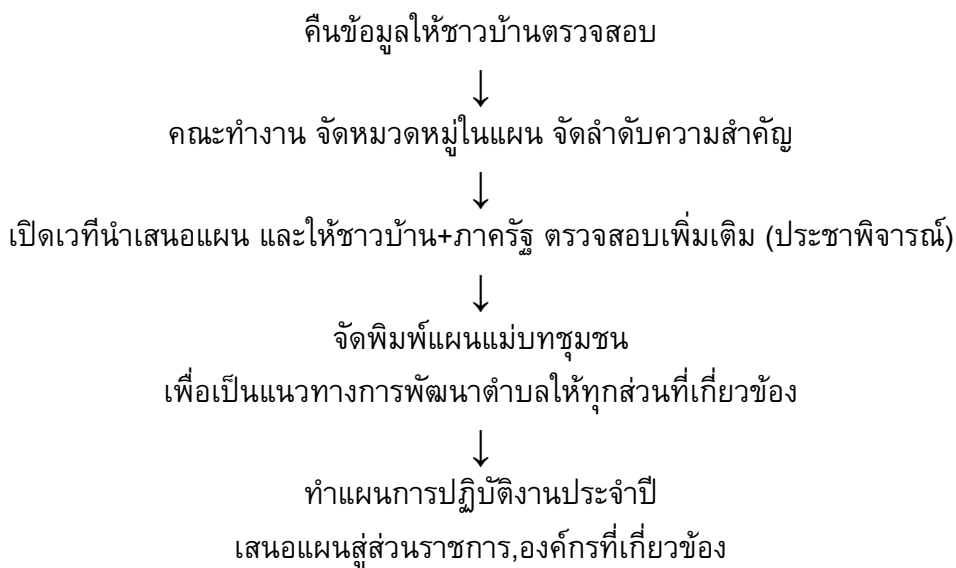 คืนข้อมูลให้ชาวบ้านตรวจสอบ
↓
คณะทำงาน จัดหมวดหมู่ในแผน จัดลำดับความสำคัญ
↓
เปิดเวทีนำเสนอแผน และให้ชาวบ้าน+ภาครัฐ ตรวจสอบเพิ่มเติม (ประชาพิจารณ์)
↓
จัดพิมพ์แผนแม่บทชุมชน
เพื่อเป็นแนวทางการพัฒนาตำบลให้ทุกส่วนที่เกี่ยวข้อง
↓
ทำแผนการปฏิบัติงานประจำปี
เสนอแผนสู่ส่วนราชการ,องค์กรที่เกี่ยวข้อง